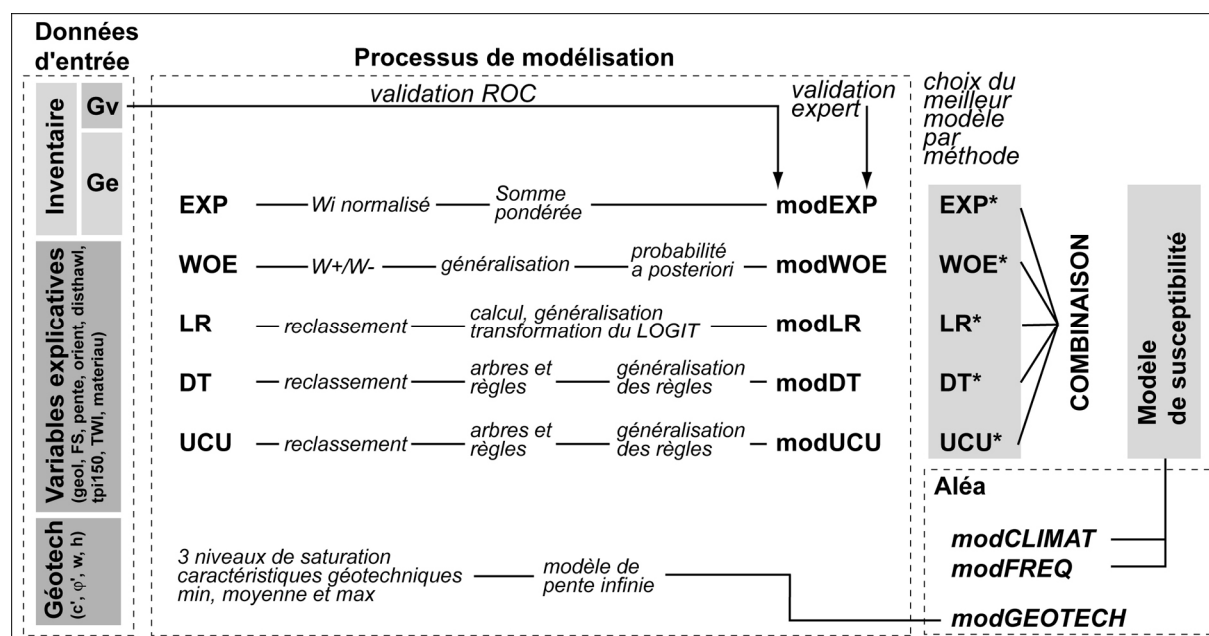 Données
d'entrée
Processus de modélisation
Inventaire
Gv
Ge
Variables explicatives
(geol, FS, pente, orient, disthawl,
tpi150, TWI, materiau)
Géotech
(c', φ', w, h)
validation ROC
validation
expert
choix du
meilleur
modèle
par
méthode
EXP
Wi normalisé
Somme
pondérée
modEXP
EXP*
WOE
W+/W-
généralisation
probabilité
a posteriori
modWOE
WOE*
LR
reclassement
calcul, généralisation
transformation du LOGIT
modLR
LR*
DT
reclassement
arbres et
règles
généralisation
des règles
modDT
DT*
UCU
reclassement
arbres et
règles
généralisation
des règles
modUCU
UCU*
COMBINAISON
Modèle
de susceptibilité
3 niveaux de saturation
caractéristiques géotechniques
min, moyenne et max
modèle de
pente infinie
Aléa
modCLIMAT
modFREQ
modGEOTECH